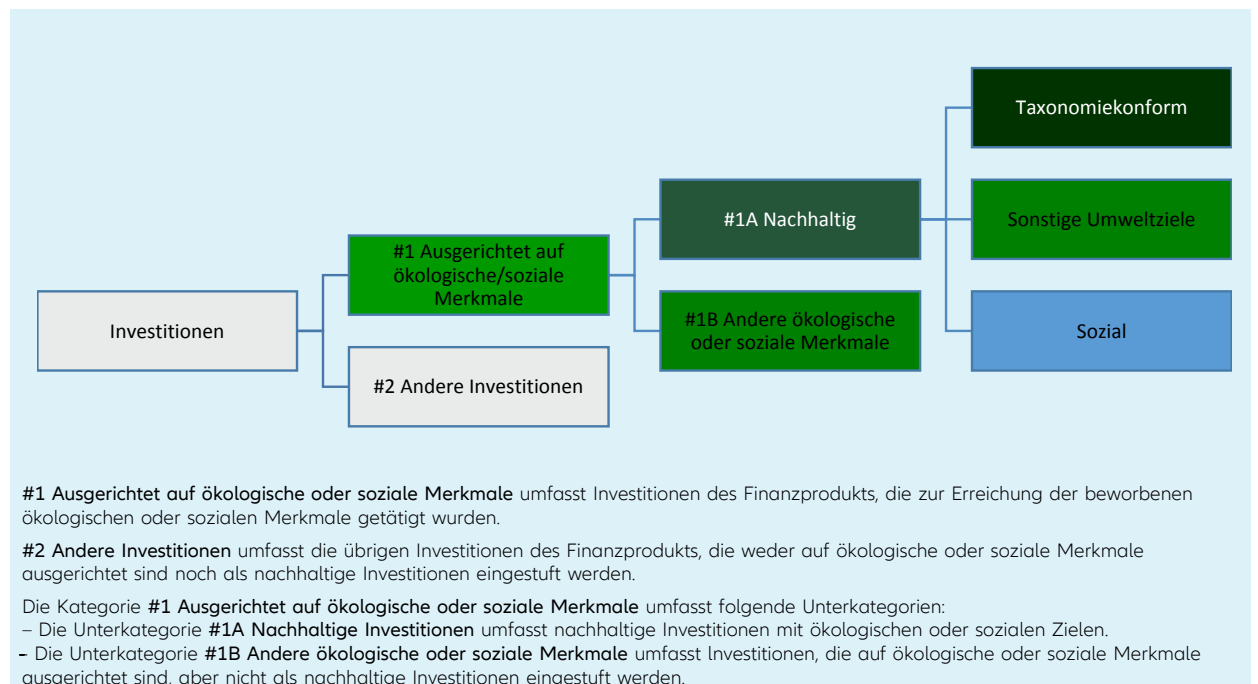 Taxonomiekonform
#1A Nachhaltig
Sonstige Umweltziele
#1 Ausgerichtet auf
ökologische/soziale
Merkmale
Investitionen
#1B Andere ökologische
oder soziale Merkmale
Sozial
#2 Andere Investitionen
#1 Ausgerichtet auf ökologische oder soziale Merkmale umfasst Investitionen des Finanzprodukts, die zur Erreichung der beworbenen
ökologischen oder sozialen Merkmale getätigt wurden.
#2 Andere Investitionen umfasst die übrigen Investitionen des Finanzprodukts, die weder auf ökologische oder soziale Merkmale
ausgerichtet sind noch als nachhaltige Investitionen eingestuft werden.
Die Kategorie #1 Ausgerichtet auf ökologische oder soziale Merkmale umfasst folgende Unterkategorien:
– Die Unterkategorie #1A Nachhaltige Investitionen umfasst nachhaltige Investitionen mit ökologischen oder sozialen Zielen.
- Die Unterkategorie #1B Andere ökologische oder soziale Merkmale umfasst Investitionen, die auf ökologische oder soziale Merkmale
ausgerichtet sind, aber nicht als nachhaltige Investitionen eingestuft werden.